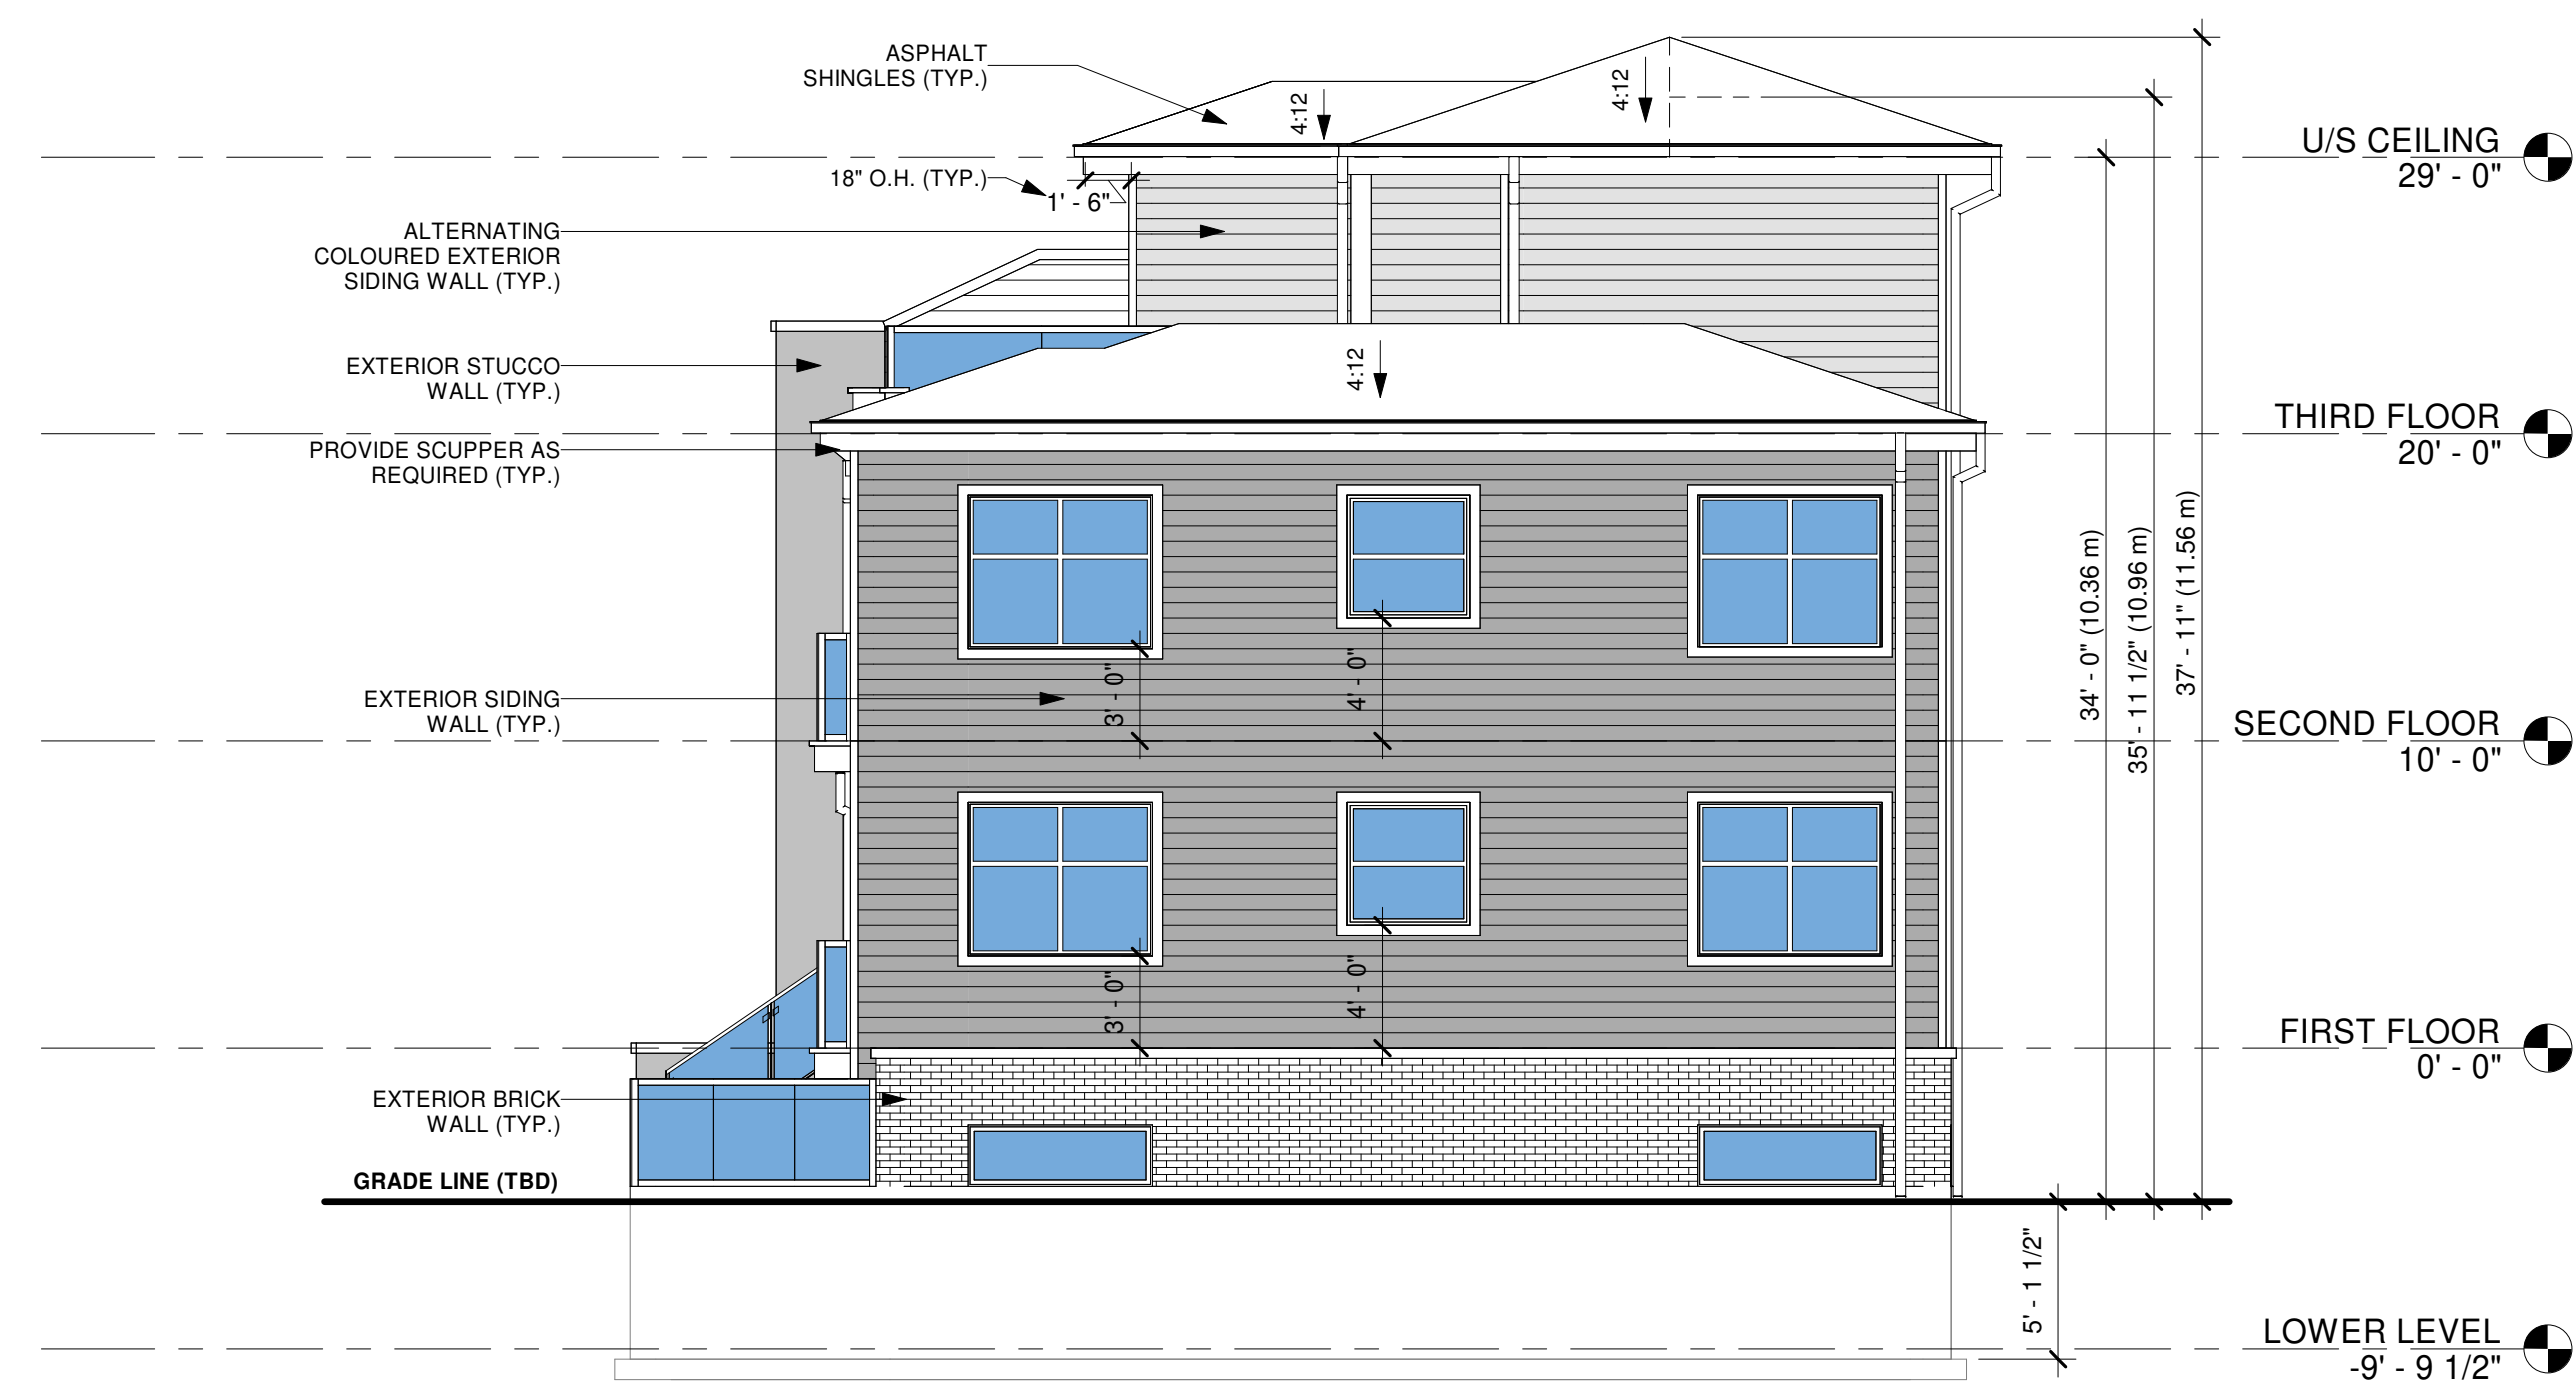 ASPHALT
SHINGLES (TYP.)
4:12
4:12
U/S CEILING
29' - 0"
18" O.H. (TYP.)
1' - 6"
ALTERNATING
COLOURED EXTERIOR
SIDING WALL (TYP.)
EXTERIOR STUCCO
WALL (TYP.)
4:12
THIRD FLOOR
20' - 0"
PROVIDE SCUPPER AS
REQUIRED (TYP.)
34' - 0" (10.36 m)
35' - 11 1/2" (10.96 m)
37' - 11" (11.56 m)
3' - 0"
4' - 0"
EXTERIOR SIDING
WALL (TYP.)
SECOND FLOOR
10' - 0"
3' - 0"
4' - 0"
FIRST FLOOR
0' - 0"
EXTERIOR BRICK
WALL (TYP.)
GRADE LINE (TBD)
5' - 1 1/2"
LOWER LEVEL
-9' - 9 1/2"